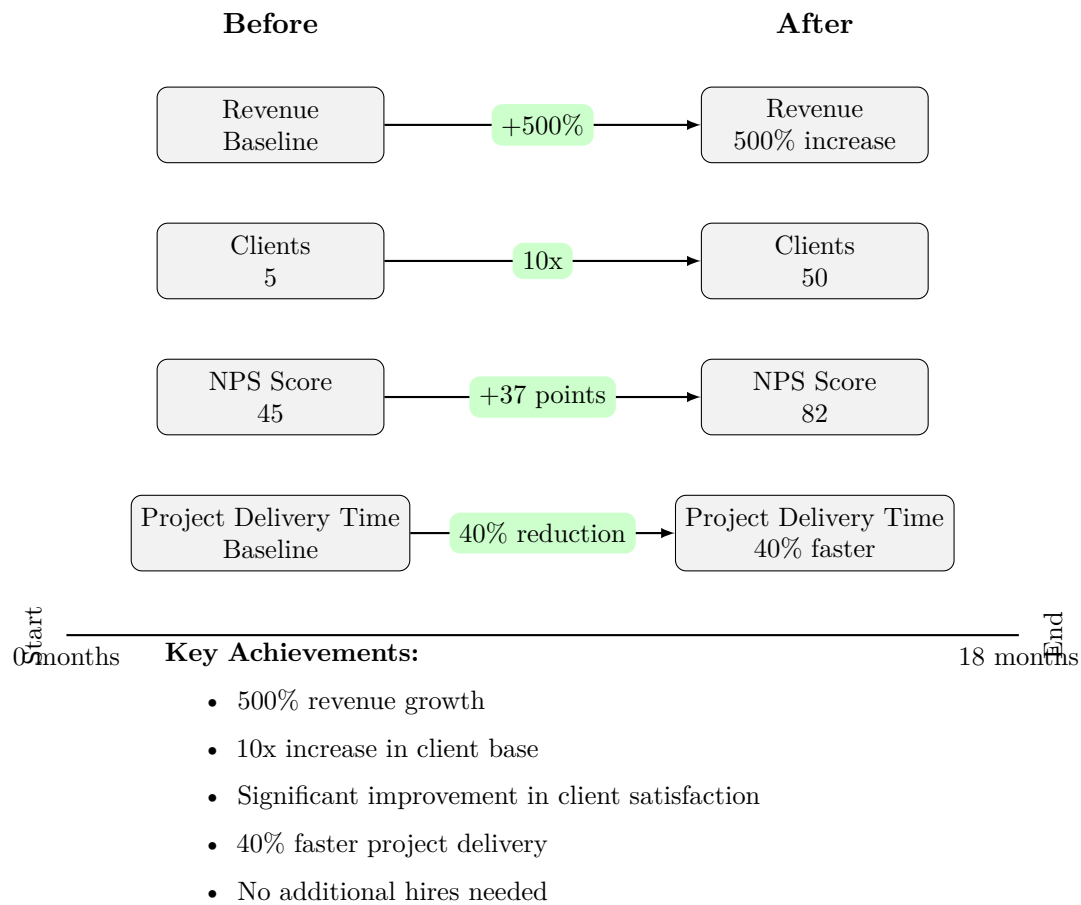 Before
After
Revenue
Baseline
+500%
Revenue
500% increase
Clients
5
10x
Clients
50
NPS Score
45
+37 points
NPS Score
82
Project Delivery Time
Baseline
40% reduction
Project Delivery Time
40% faster
Start
0 months
End
18 months
Key Achievements:
• 500% revenue growth
• 10x increase in client base
• Significant improvement in client satisfaction
• 40% faster project delivery
• No additional hires needed